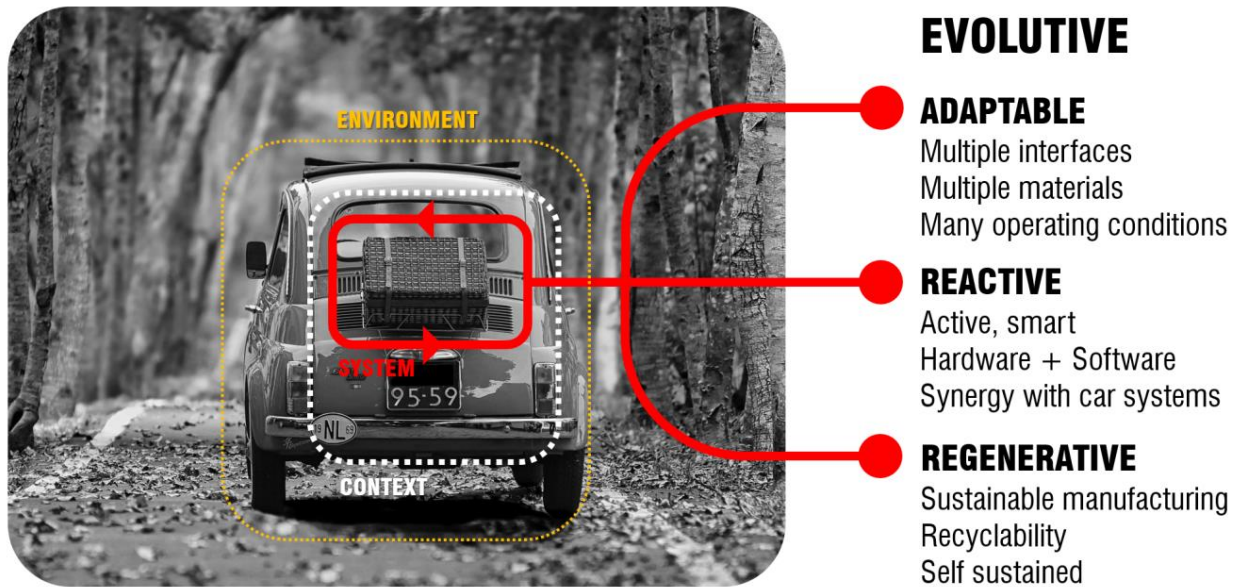 EVOLUTIVE
ENVIRONMENT
ADAPTABLE
Multiple interfaces
Multiple materials
Many operating conditions
REACTIVE
Active, smart
Hardware + Software
Synergy with car systems
SYSTEM
95-59
NL
CONTEXT
REGENERATIVE
Sustainable manufacturing
Recyclability
Self sustained